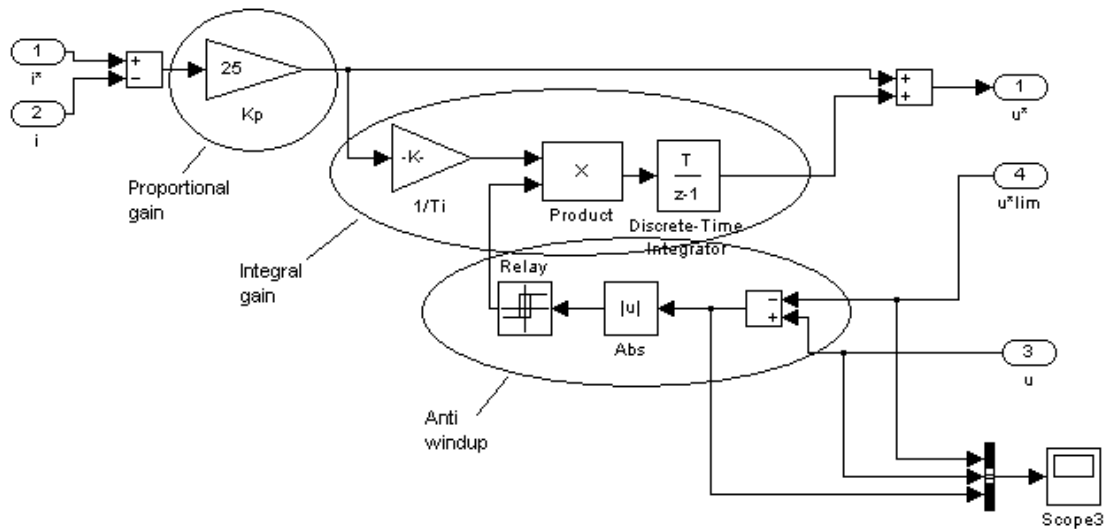 1
i*
2
i
+
−
25
Kp
Proportional
gain
-K-
1/Ti
×
Product
T
z-1
Discrete-Time
Integrator
Integral
gain
+
+
1
u*
4
u*lim
Relay
|u|
Abs
−
+
3
u
Anti
windup
Scope3